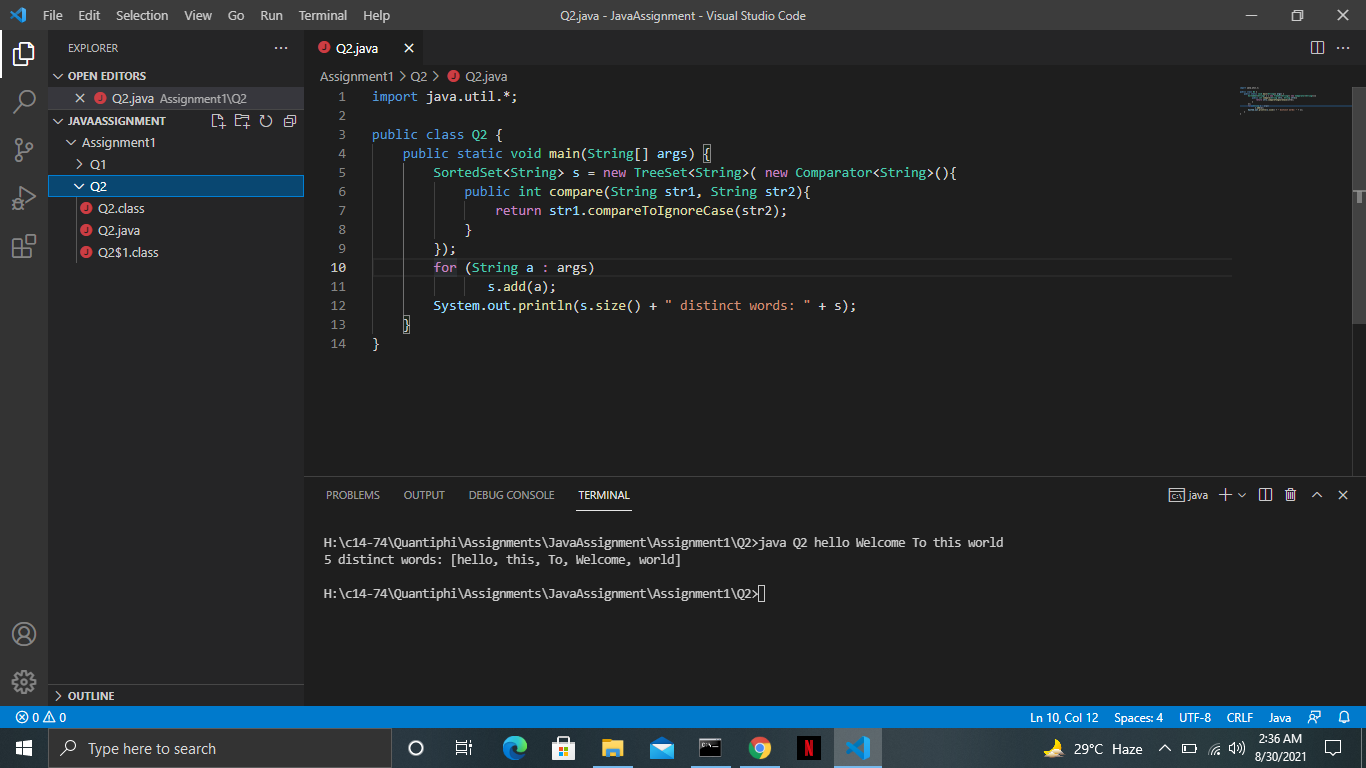 File Edit Selection View Go Run Terminal Help
Q2.java - JavaAssignment - Visual Studio Code
EXPLORER
OPEN EDITORS
Q2.java Assignment1\Q2
JAVAASSIGNMENT
Assignment1
Q1
Q2
Q2.class
Q2.java
Q2$1.class
OUTLINE
Q2.java
Assignment1 > Q2 > Q2.java
1 import java.util.*;
2
3 public class Q2 {
4 public static void main(String[] args) {
5 SortedSet<String> s = new TreeSet<String>( new Comparator<String>(){
6 public int compare(String str1, String str2){
7 return str1.compareToIgnoreCase(str2);
8 }
9 });
10 for (String a : args)
11 s.add(a);
12 System.out.println(s.size() + " distinct words: " + s);
13 }
14 }
PROBLEMS OUTPUT DEBUG CONSOLE TERMINAL
java
H:\c14-74\Quantiphi\Assignments\JavaAssignment\Assignment1\Q2>java Q2 hello Welcome To this world
5 distinct words: [hello, this, To, Welcome, world]
H:\c14-74\Quantiphi\Assignments\JavaAssignment\Assignment1\Q2>
0 0
Ln 10, Col 12 Spaces: 4 UTF-8 CRLF Java
Type here to search
29°C Haze
2:36 AM
8/30/2021